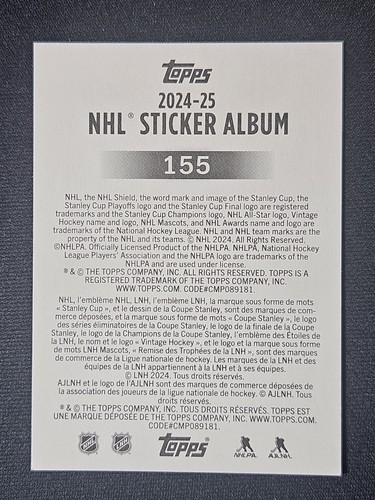 Topps
2024-25
NHL® STICKER ALBUM
155
NHL, the NHL Shield, the word mark and image of the Stanley Cup, the
Stanley Cup Playoffs logo and the Stanley Cup Final logo are registered
trademarks and the Stanley Cup Champions logo, NHL All-Star logo, Vintage
Hockey name and logo, NHL Mascots, and NHL Awards name and logo are
trademarks of the National Hockey League. NHL and NHL team marks are the
property of the NHL and its teams. © NHL 2024. All Rights Reserved.
©NHLPA. Officially Licensed Product of the NHLPA. NHLPA, National Hockey
League Players' Association and the NHLPA logo are trademarks of the
NHLPA and are used under license.
® & © THE TOPPS COMPANY, INC. ALL RIGHTS RESERVED. TOPPS IS A
REGISTERED TRADEMARK OF THE TOPPS COMPANY, INC.
WWW.TOPPS.COM. CODE#CMP089181.
NHL, l'emblème NHL, LNH, l'emblème LNH, la marque sous forme de mots
« Stanley Cup », et le dessin de la Coupe Stanley, sont des marques de com-
merce déposées, et la marque sous forme de mots « Coupe Stanley », le logo
des séries éliminatoires de la Coupe Stanley, le logo de la finale de la Coupe
Stanley, le logo de la Champions de la Coupe Stanley, l'emblème des Étoiles de
la LNH, le nom et le logo « Vintage Hockey », et le logo et la marque sous forme
de mots LNH Mascots, « Remise des Trophées de la LNH », sont des marques
de commerce de la Ligue nationale de hockey. Les marques de la LNH et des
équipes de la LNH appartiennent à la LNH et à ses équipes.
© LNH 2024. Tous droits réservés.
AJLNH et le logo de l'AJLNH sont des marques de commerce déposées de
la association des joueurs de la ligue nationale de hockey. © AJLNH. Tous
droits réservés.
® & © THE TOPPS COMPANY, INC. TOUS DROITS RÉSERVÉS. TOPPS EST
UNE MARQUE DÉPOSÉE DE THE TOPPS COMPANY, INC. WWW.TOPPS.COM.
CODE#CMP089181.
NHL LNH Topps NHLPA AJLNH